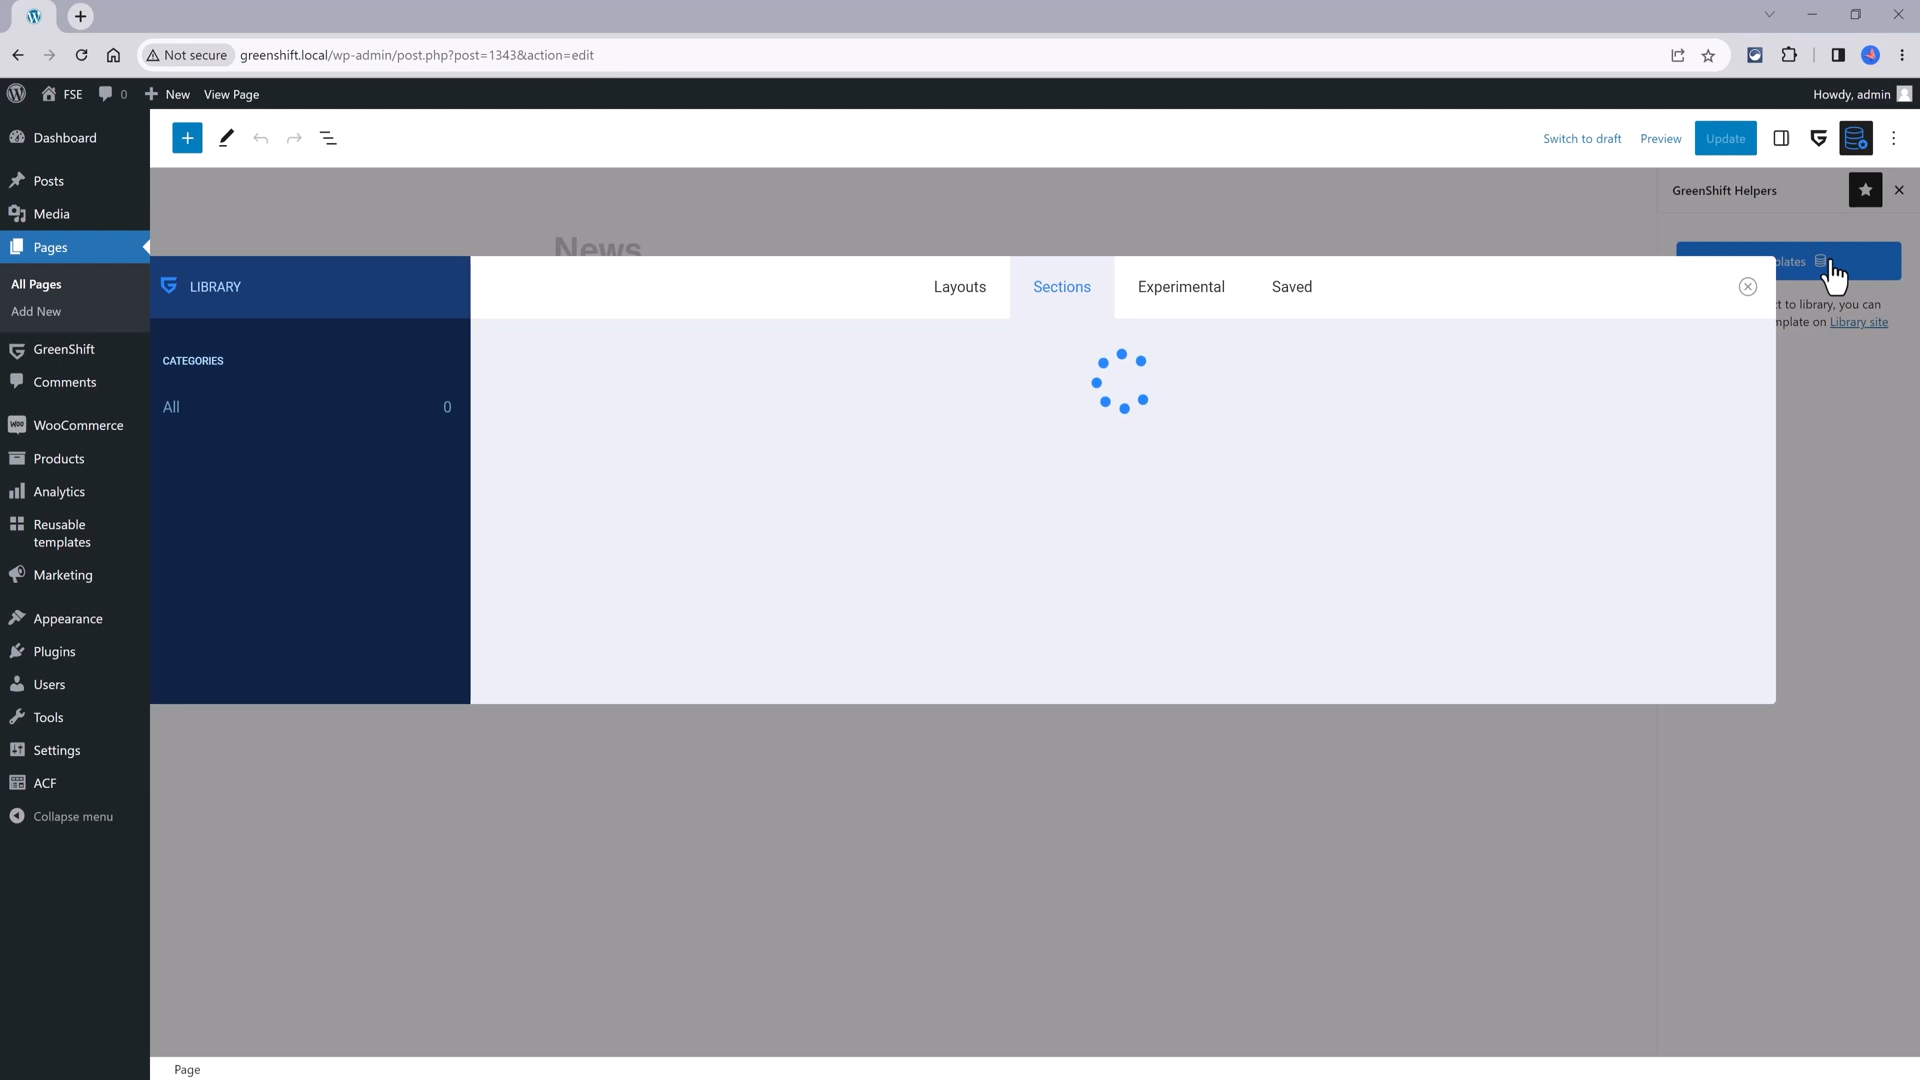 Not secure greenshift.local/wp-admin/post.php?post=1343&action=edit
FSE 0 New View Page Howdy, admin
Dashboard
Posts
Media
Pages
All Pages
Add New
GreenShift
Comments
WooCommerce
Products
Analytics
Reusable
templates
Marketing
Appearance
Plugins
Users
Tools
Settings
ACF
Collapse menu
Switch to draft Preview Update
GreenShift Helpers
News
LIBRARY
Layouts Sections Experimental Saved
CATEGORIES
All 0
to library, you can
on Library site
Page